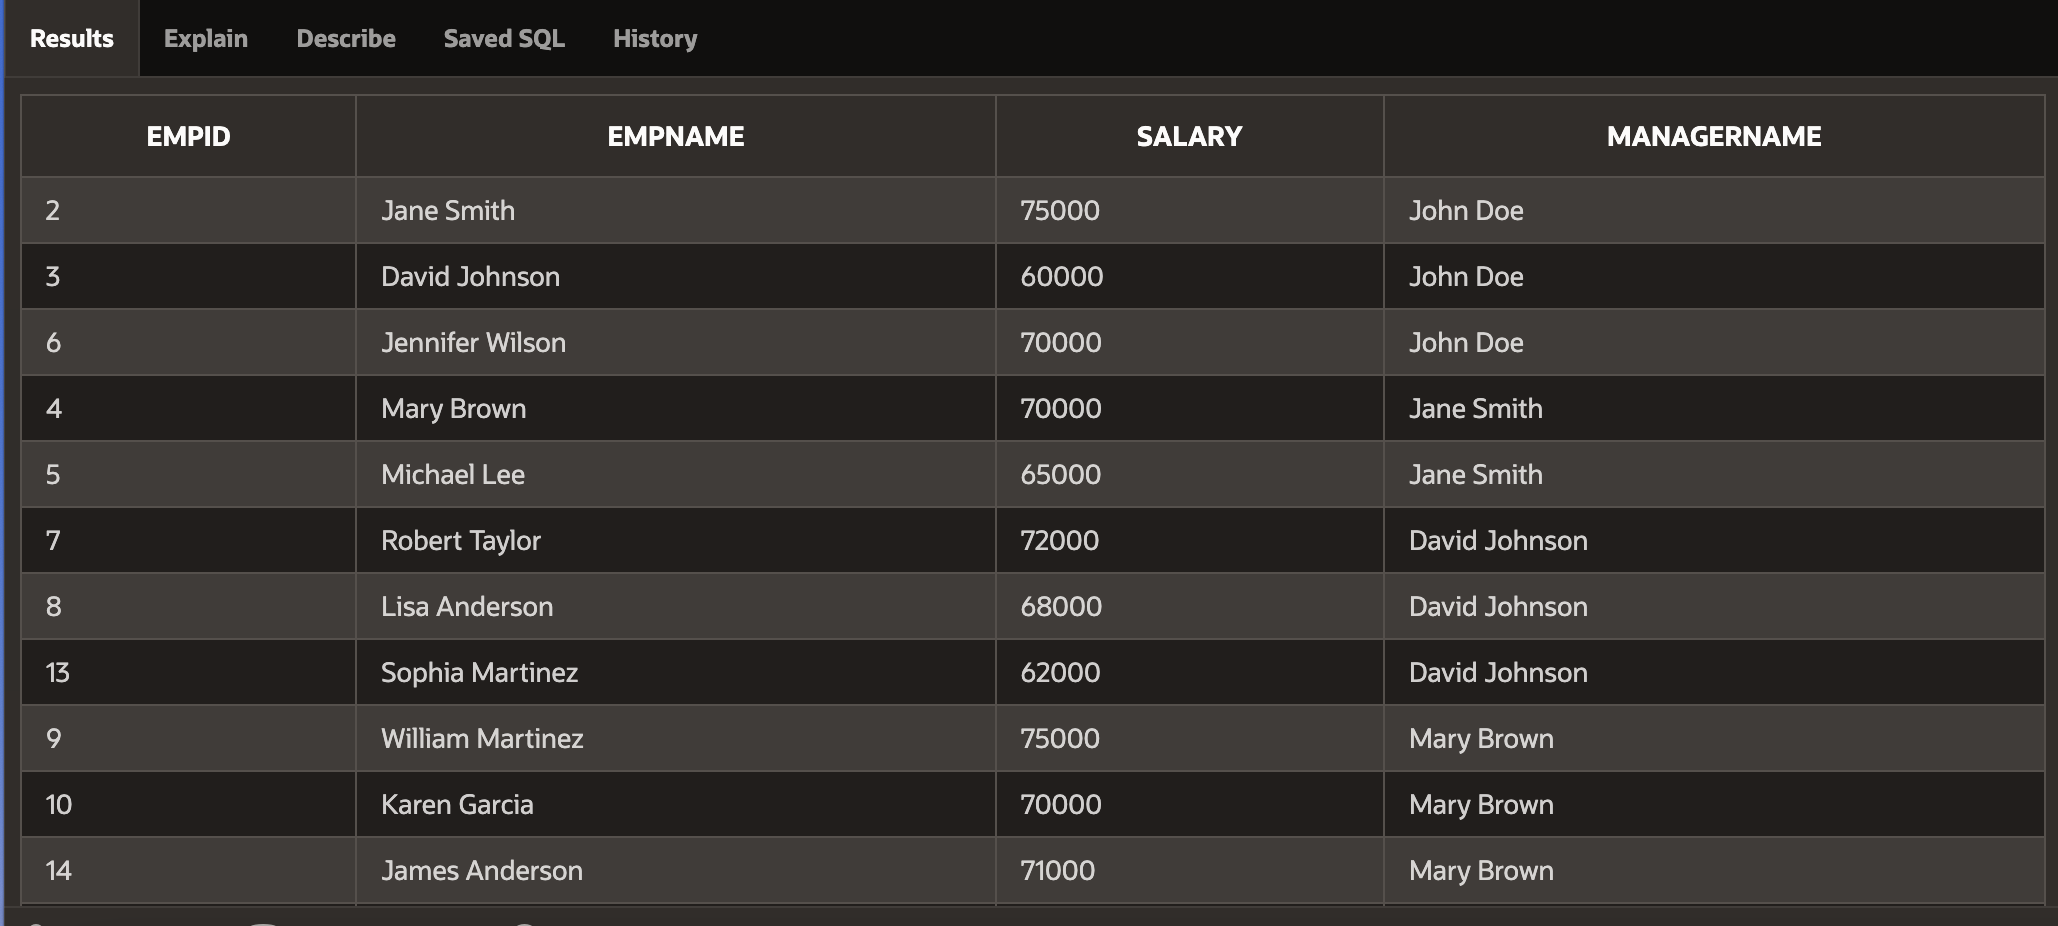 Results Explain Describe Saved SQL History
EMPID EMPNAME SALARY MANAGERNAME
2 Jane Smith 75000 John Doe
3 David Johnson 60000 John Doe
6 Jennifer Wilson 70000 John Doe
4 Mary Brown 70000 Jane Smith
5 Michael Lee 65000 Jane Smith
7 Robert Taylor 72000 David Johnson
8 Lisa Anderson 68000 David Johnson
13 Sophia Martinez 62000 David Johnson
9 William Martinez 75000 Mary Brown
10 Karen Garcia 70000 Mary Brown
14 James Anderson 71000 Mary Brown